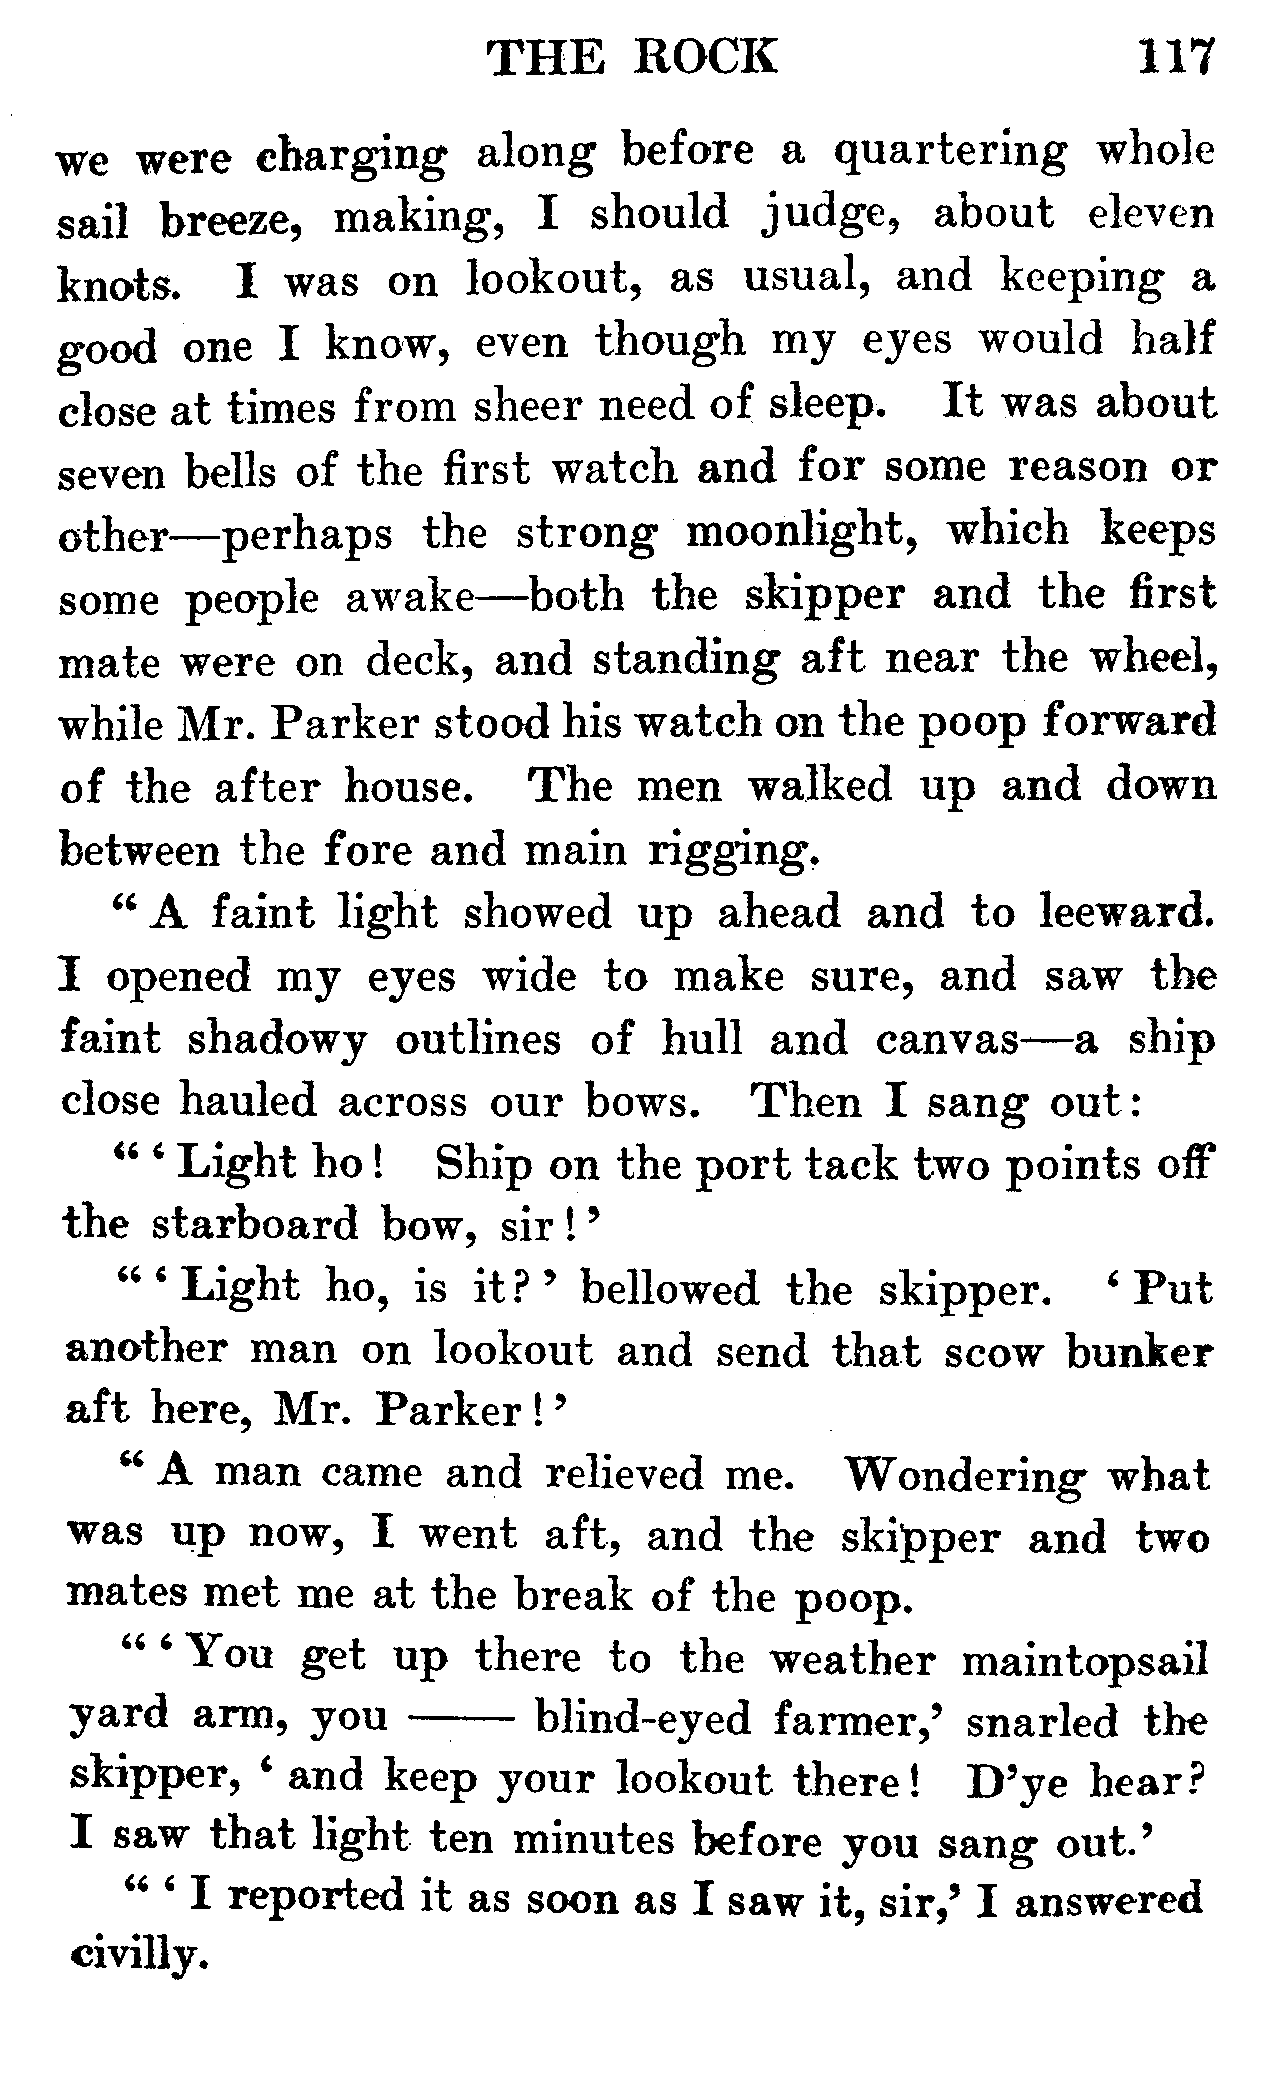 THE ROCK 117
we were charging along before a quartering whole
sail breeze, making, I should judge, about eleven
knots. I was on lookout, as usual, and keeping a
good one I know, even though my eyes would half
close at times from sheer need of sleep. It was about
seven bells of the first watch and for some reason or
other—perhaps the strong moonlight, which keeps
some people awake—both the skipper and the first
mate were on deck, and standing aft near the wheel,
while Mr. Parker stood his watch on the poop forward
of the after house. The men walked up and down
between the fore and main rigging.
“A faint light showed up ahead and to leeward.
I opened my eyes wide to make sure, and saw the
faint shadowy outlines of hull and canvas—a ship
close hauled across our bows. Then I sang out:
“‘Light ho! Ship on the port tack two points off
the starboard bow, sir!’
“‘Light ho, is it?’ bellowed the skipper. ‘Put
another man on lookout and send that scow bunker
aft here, Mr. Parker!’
“A man came and relieved me. Wondering what
was up now, I went aft, and the skipper and two
mates met me at the break of the poop.
“‘You get up there to the weather maintopsail
yard arm, you —— blind-eyed farmer,’ snarled the
skipper, ‘and keep your lookout there! D’ye hear?
I saw that light ten minutes before you sang out.’
“‘I reported it as soon as I saw it, sir,’ I answered
civilly.